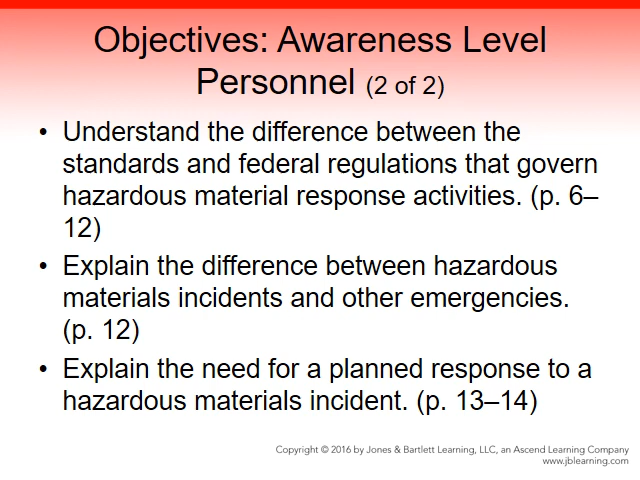 Objectives: Awareness Level
Personnel (2 of 2)
• Understand the difference between the
standards and federal regulations that govern
hazardous material response activities. (p. 6–
12)
• Explain the difference between hazardous
materials incidents and other emergencies.
(p. 12)
• Explain the need for a planned response to a
hazardous materials incident. (p. 13–14)
Copyright © 2016 by Jones & Bartlett Learning, LLC, an Ascend Learning Company
www.jblearning.com